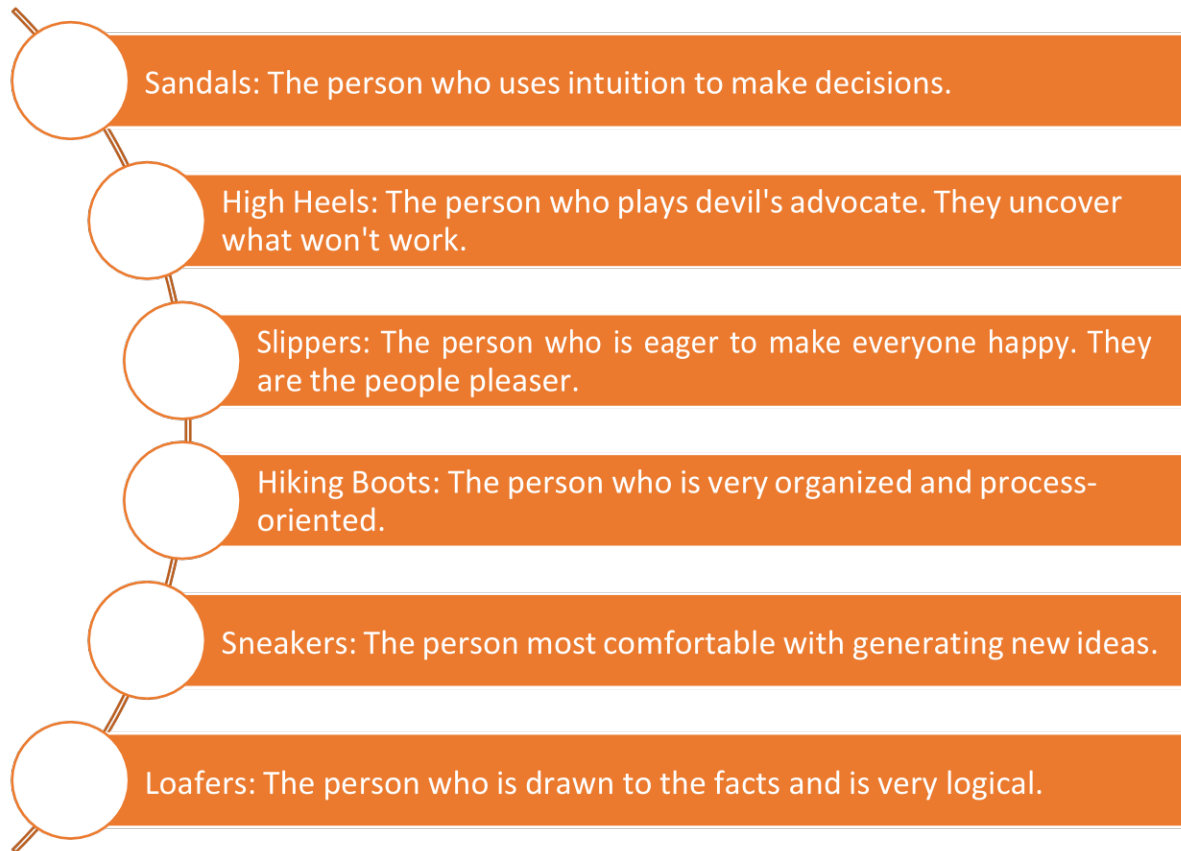 Sandals: The person who uses intuition to make decisions.
High Heels: The person who plays devil's advocate. They uncover
what won't work.
Slippers: The person who is eager to make everyone happy. They
are the people pleaser.
Hiking Boots: The person who is very organized and process-
oriented.
Sneakers: The person most comfortable with generating new ideas.
Loafers: The person who is drawn to the facts and is very logical.